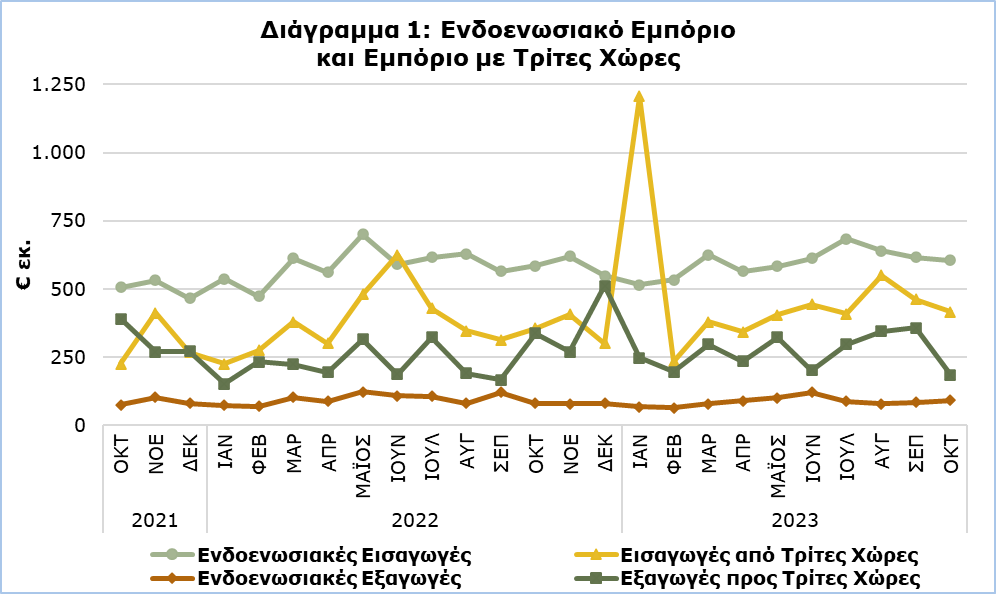 Διάγραμμα 1: Ενδοενωσιακό Εμπόριο
και Εμπόριο με Τρίτες Χώρες
€ εκ.
1.250
1.000
750
500
250
0
ΟΚΤ ΝΟΕ ΔΕΚ ΙΑΝ ΦΕΒ ΜΑΡ ΑΠΡ ΜΑΪΟΣ ΙΟΥΝ ΙΟΥΛ ΑΥΓ ΣΕΠ ΟΚΤ ΝΟΕ ΔΕΚ ΙΑΝ ΦΕΒ ΜΑΡ ΑΠΡ ΜΑΪΟΣ ΙΟΥΝ ΙΟΥΛ ΑΥΓ ΣΕΠ ΟΚΤ
2021 2022 2023
Ενδοενωσιακές Εισαγωγές Εισαγωγές από Τρίτες Χώρες
Ενδοενωσιακές Εξαγωγές Εξαγωγές προς Τρίτες Χώρες